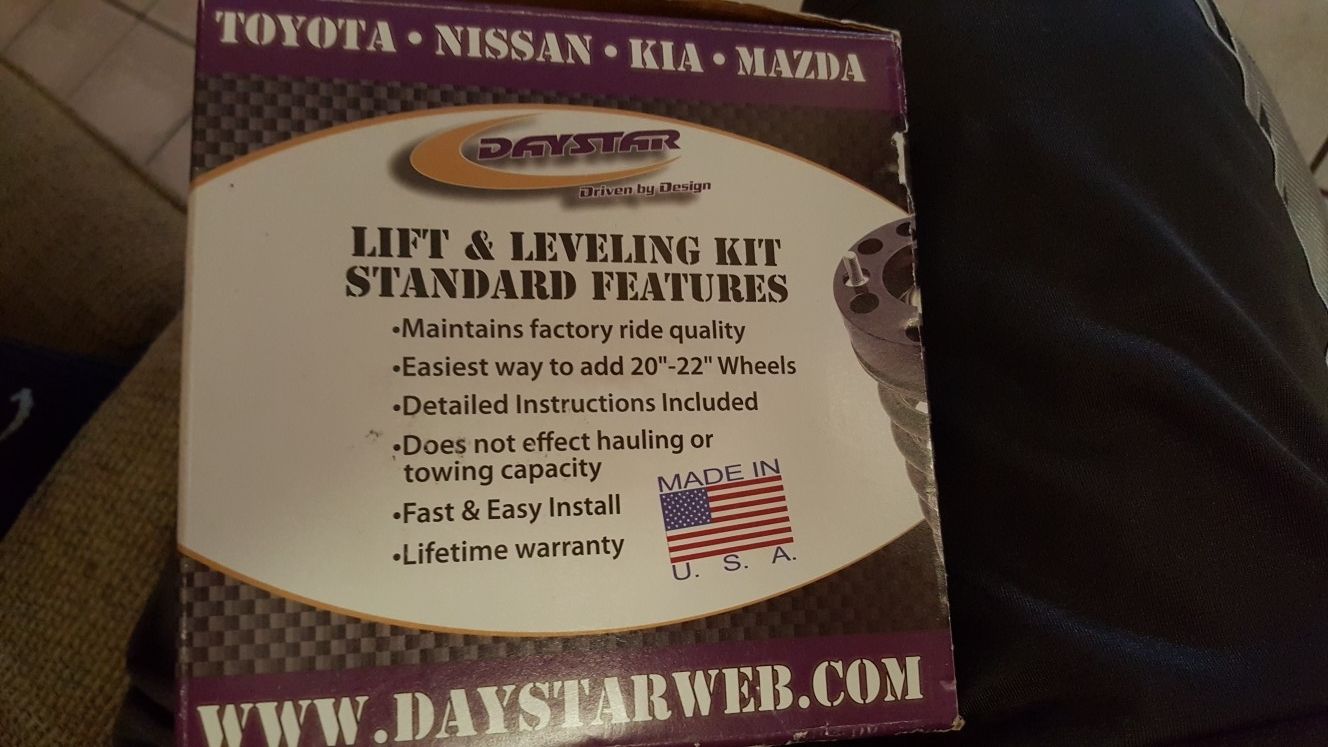 TOYOTA • NISSAN • KIA • MAZDA
DAYSTAR
Driven by Design
LIFT & LEVELING KIT
STANDARD FEATURES
•Maintains factory ride quality
•Easiest way to add 20"-22" Wheels
•Detailed Instructions Included
•Does not effect hauling or
towing capacity
•Fast & Easy Install
•Lifetime warranty
MADE IN
U. S. A.
WWW.DAYSTARWEB.COM